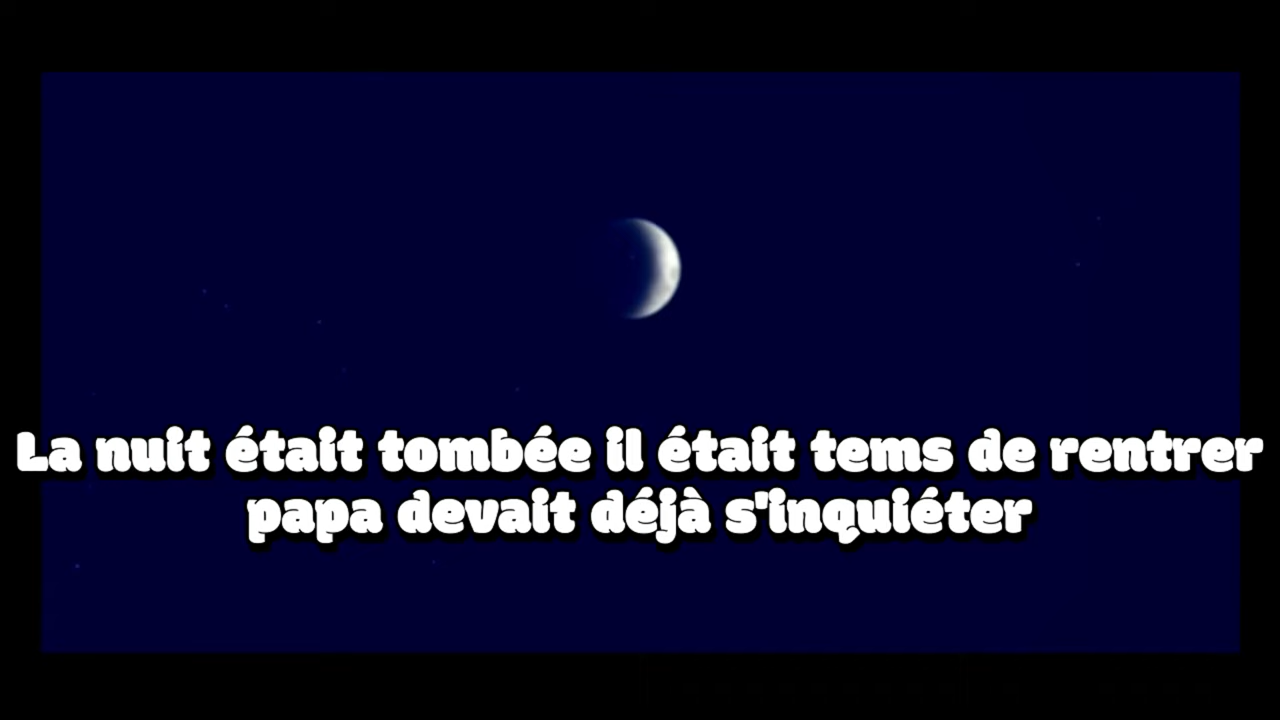 La nuit était tombée il était tems de rentrer
papa devait déjà s'inquiéter